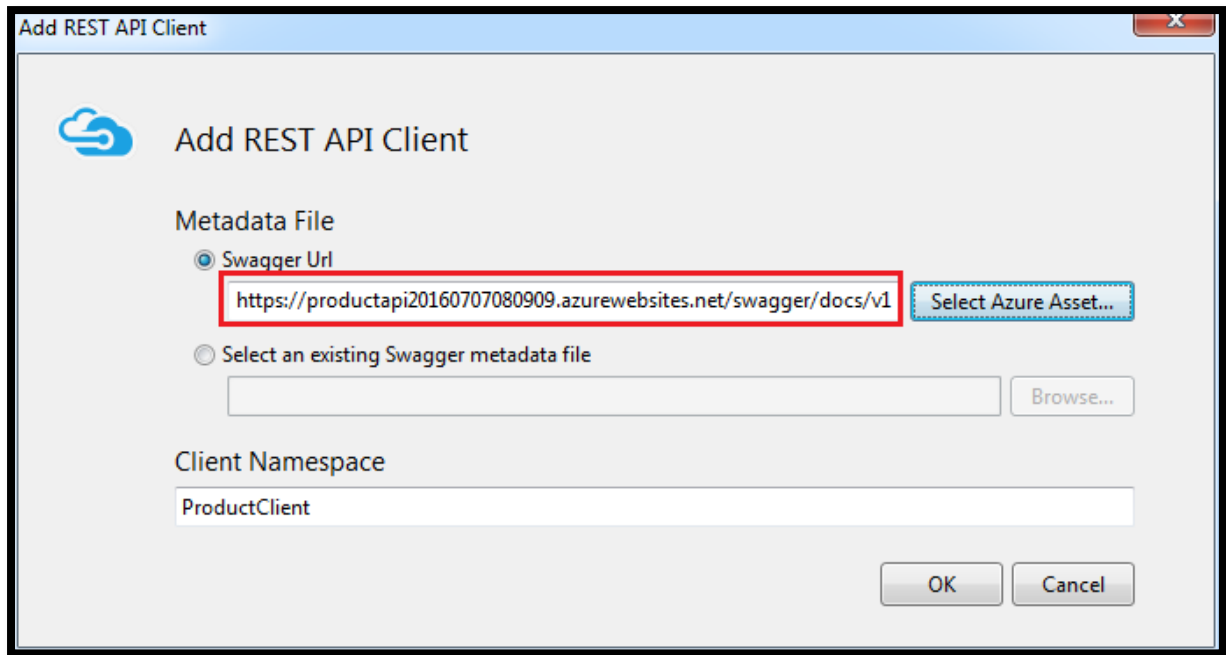 Add REST API Client
X
Add REST API Client
Metadata File
Swagger Url
https://productapi20160707080909.azurewebsites.net/swagger/docs/v1
Select Azure Asset...
Select an existing Swagger metadata file
Browse...
Client Namespace
ProductClient
OK
Cancel